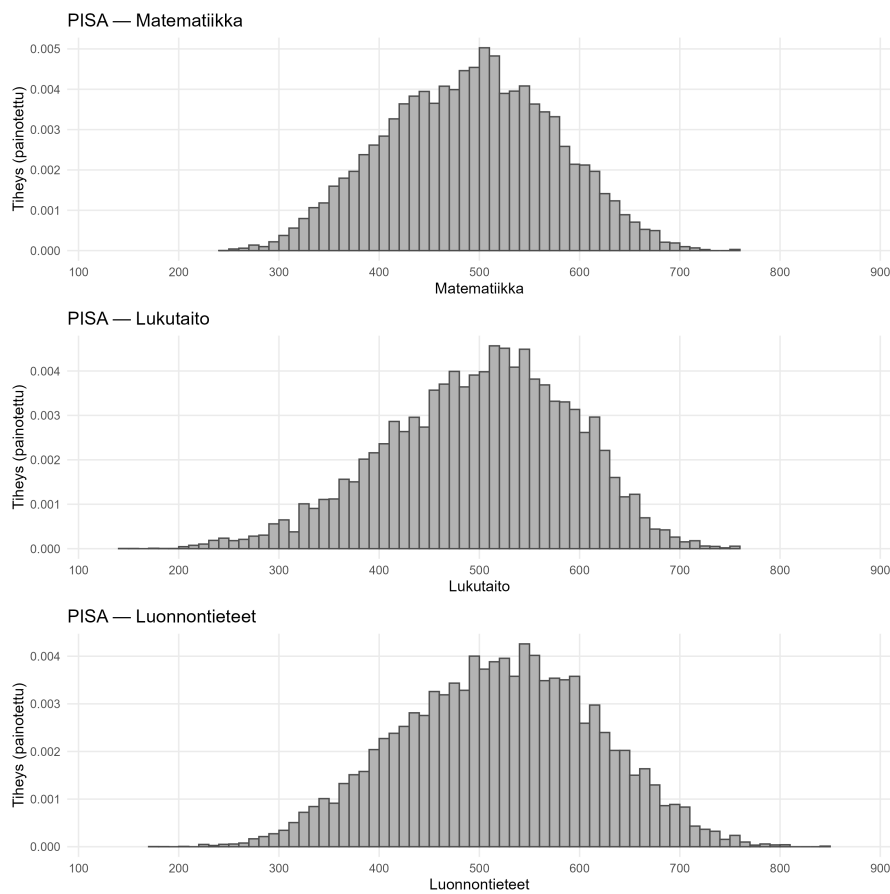 PISA — Matematiikka
Tiheys (painotettu)
0.005
0.004
0.003
0.002
0.001
0.000
100 200 300 400 500 600 700 800 900
Matematiikka
PISA — Lukutaito
Tiheys (painotettu)
0.004
0.003
0.002
0.001
0.000
100 200 300 400 500 600 700 800 900
Lukutaito
PISA — Luonnontieteet
Tiheys (painotettu)
0.004
0.003
0.002
0.001
0.000
100 200 300 400 500 600 700 800 900
Luonnontieteet